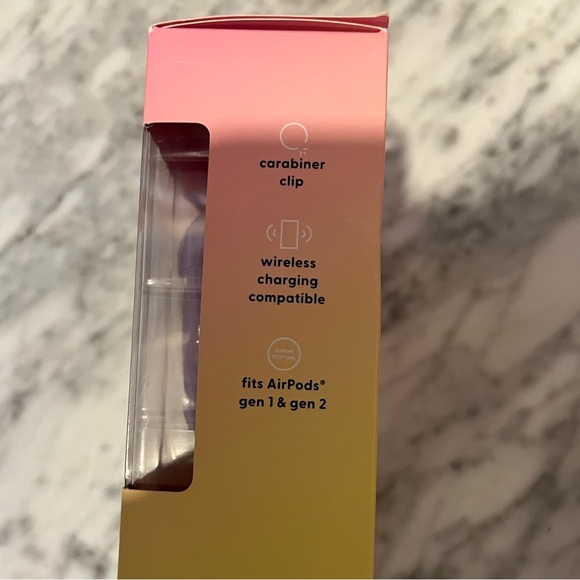 carabiner
clip
wireless
charging
compatible
fits AirPods®
gen 1 & gen 2